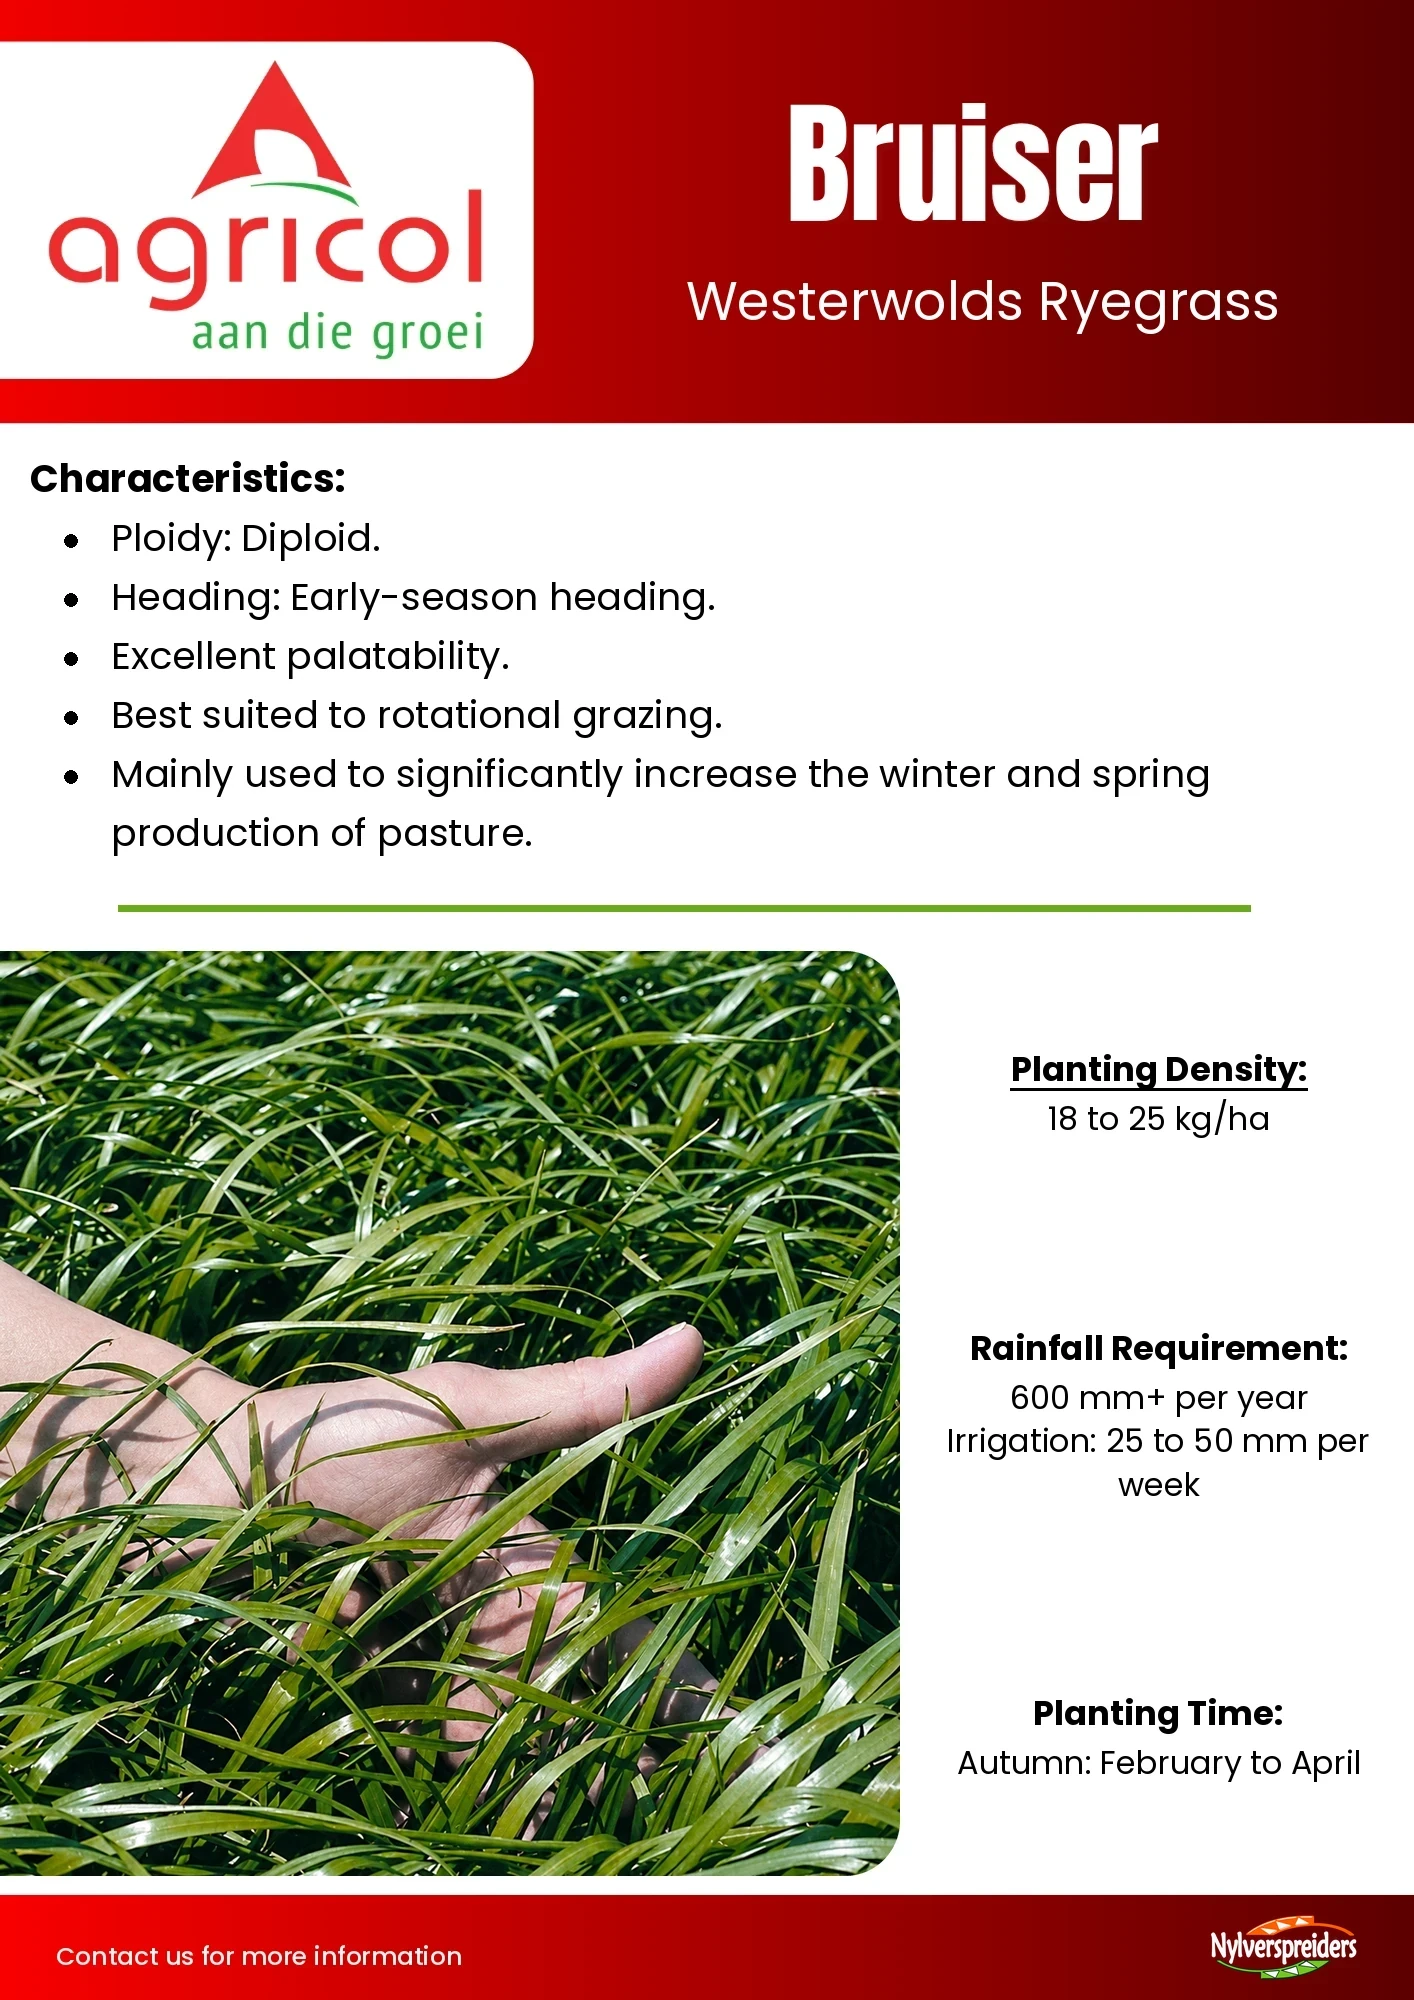 agricol
aan die groei
Bruiser
Westerwolds Ryegrass
Characteristics:
• Ploidy: Diploid.
• Heading: Early-season heading.
• Excellent palatability.
• Best suited to rotational grazing.
• Mainly used to significantly increase the winter and spring
production of pasture.
Planting Density:
18 to 25 kg/ha
Rainfall Requirement:
600 mm+ per year
Irrigation: 25 to 50 mm per
week
Planting Time:
Autumn: February to April
Contact us for more information
Nylverspreiders